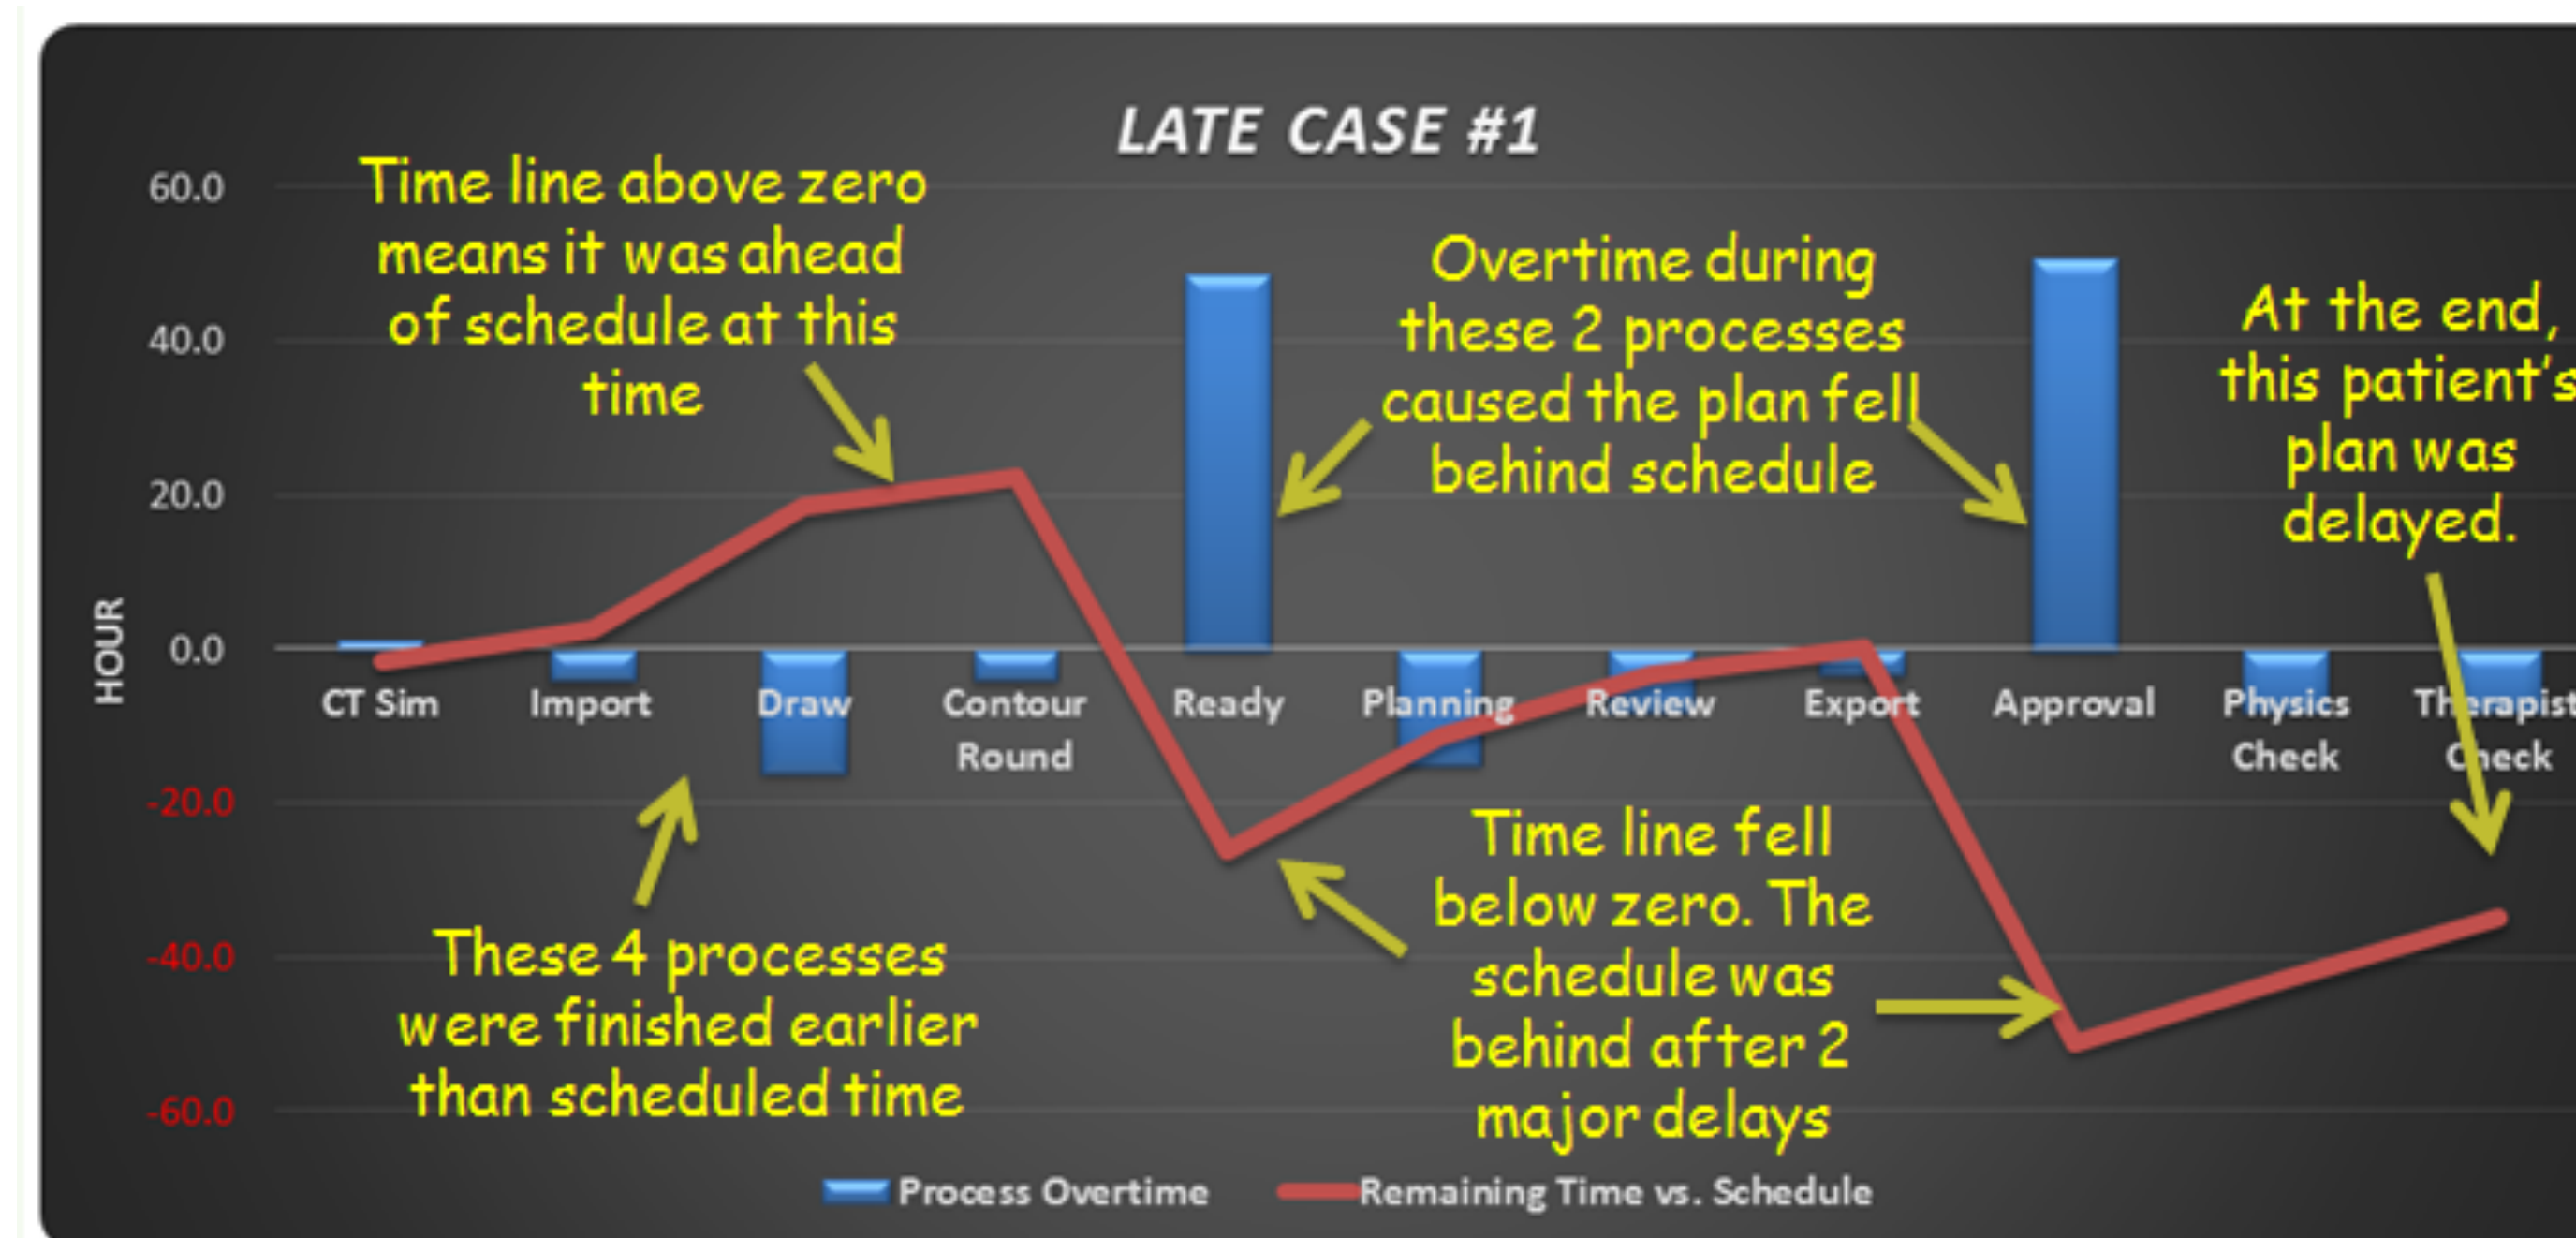 LATE CASE #1
Time line above zero
means it was ahead
of schedule at this
time
Overtime during
these 2 processes
caused the plan fell
behind schedule
At the end,
this patient's
plan was
delayed.
60.0
40.0
20.0
0.0
-20.0
-40.0
-60.0
HOUR
CT Sim
Import
Draw
Contour
Round
Ready
Planning
Review
Export
Approval
Physics
Check
Therapist
Check
These 4 processes
were finished earlier
than scheduled time
Time line fell
below zero. The
schedule was
behind after 2
major delays
Process Overtime
Remaining Time vs. Schedule